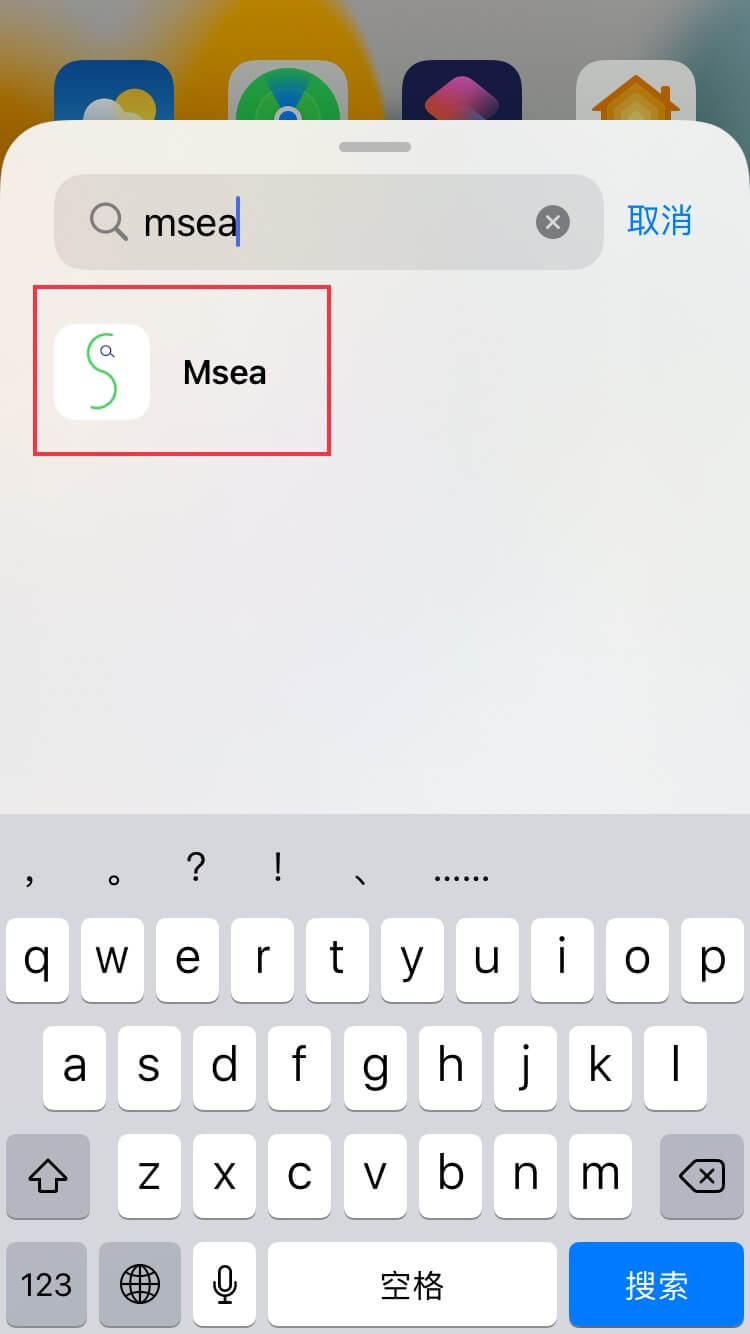 msea
取消
Msea
， 。 ？ ！ 、 ……
q w e r t y u i o p
a s d f g h j k l
z x c v b n m
123 空格 搜索